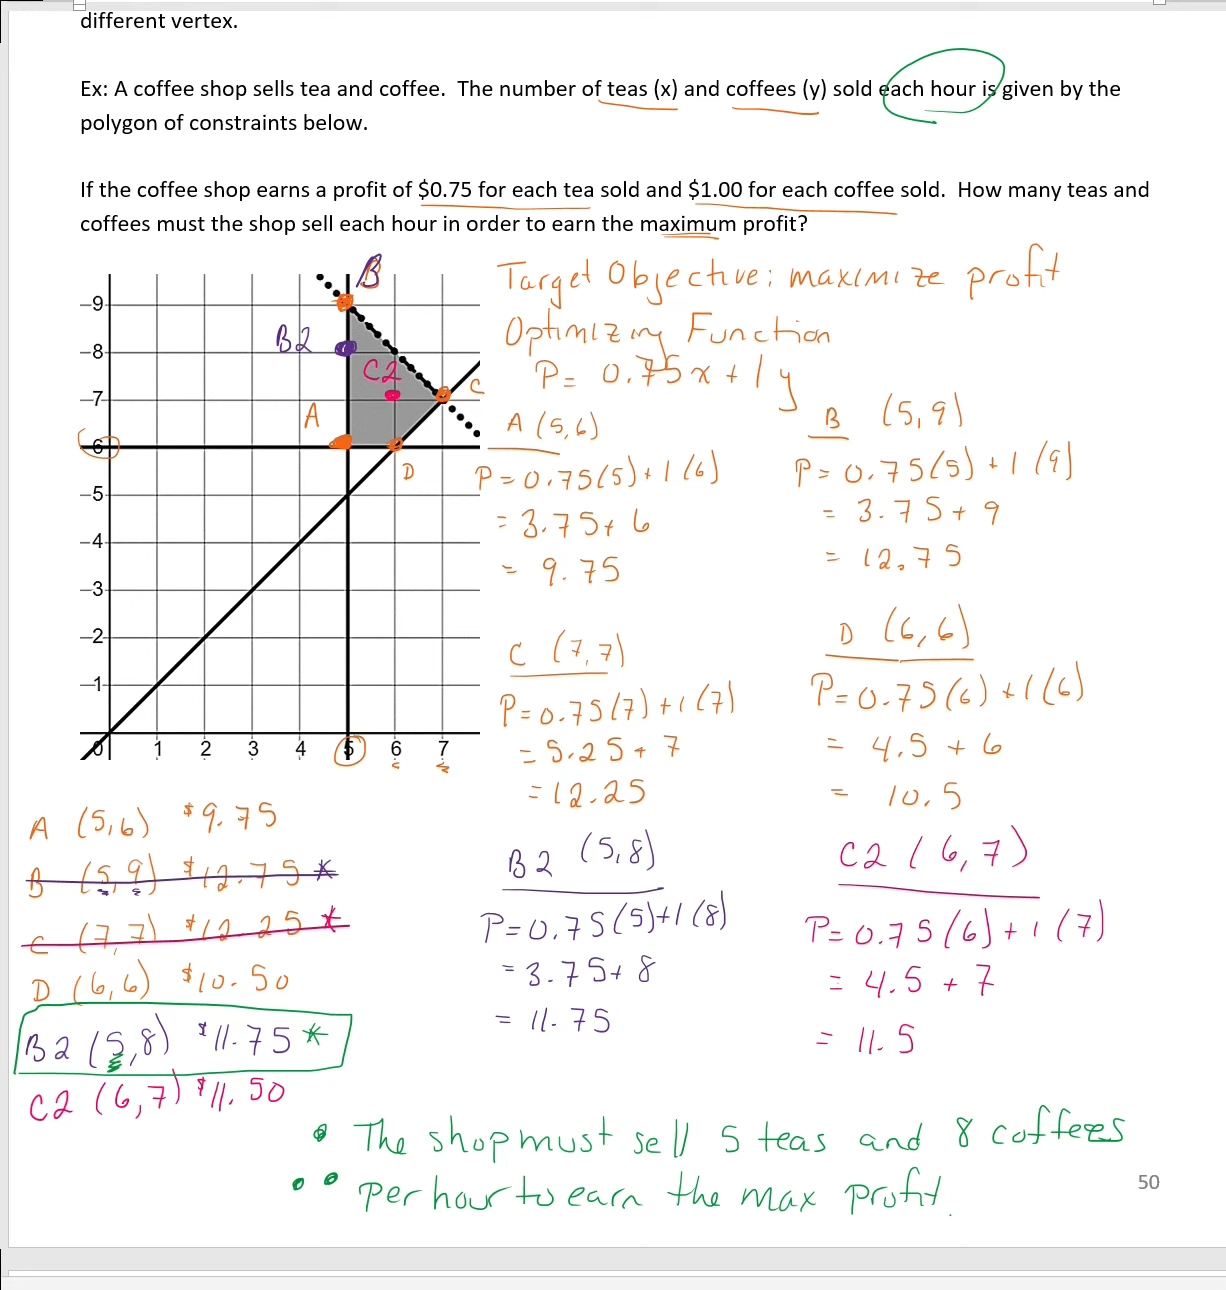 different vertex.
Ex: A coffee shop sells tea and coffee. The number of teas (x) and coffees (y) sold each hour is given by the
polygon of constraints below.
If the coffee shop earns a profit of $0.75 for each tea sold and $1.00 for each coffee sold. How many teas and
coffees must the shop sell each hour in order to earn the maximum profit?
B
9
B2
8
C2
7
C
A
6
D
5
4
3
2
1
0 1 2 3 4 5 6 7
Target Objective: maximize profit
Optimizing Function
P = 0.75x + 1y
A (5,6)
P = 0.75(5) + 1(6)
= 3.75 + 6
= 9.75
B (5,9)
P = 0.75(5) + 1(9)
= 3.75 + 9
= 12.75
C (7,7)
P = 0.75(7) + 1(7)
= 5.25 + 7
= 12.25
D (6,6)
P = 0.75(6) + 1(6)
= 4.5 + 6
= 10.5
A (5,6) $9.75
B (5,9) $12.75 *
C (7,7) $12.25 *
D (6,6) $10.50
B2 (5,8) $11.75 *
C2 (6,7) $11.50
B2 (5,8)
P = 0.75(5) + 1(8)
= 3.75 + 8
= 11.75
C2 (6,7)
P = 0.75(6) + 1(7)
= 4.5 + 7
= 11.5
∴ The shop must sell 5 teas and 8 coffees
per hour to earn the max profit.
50